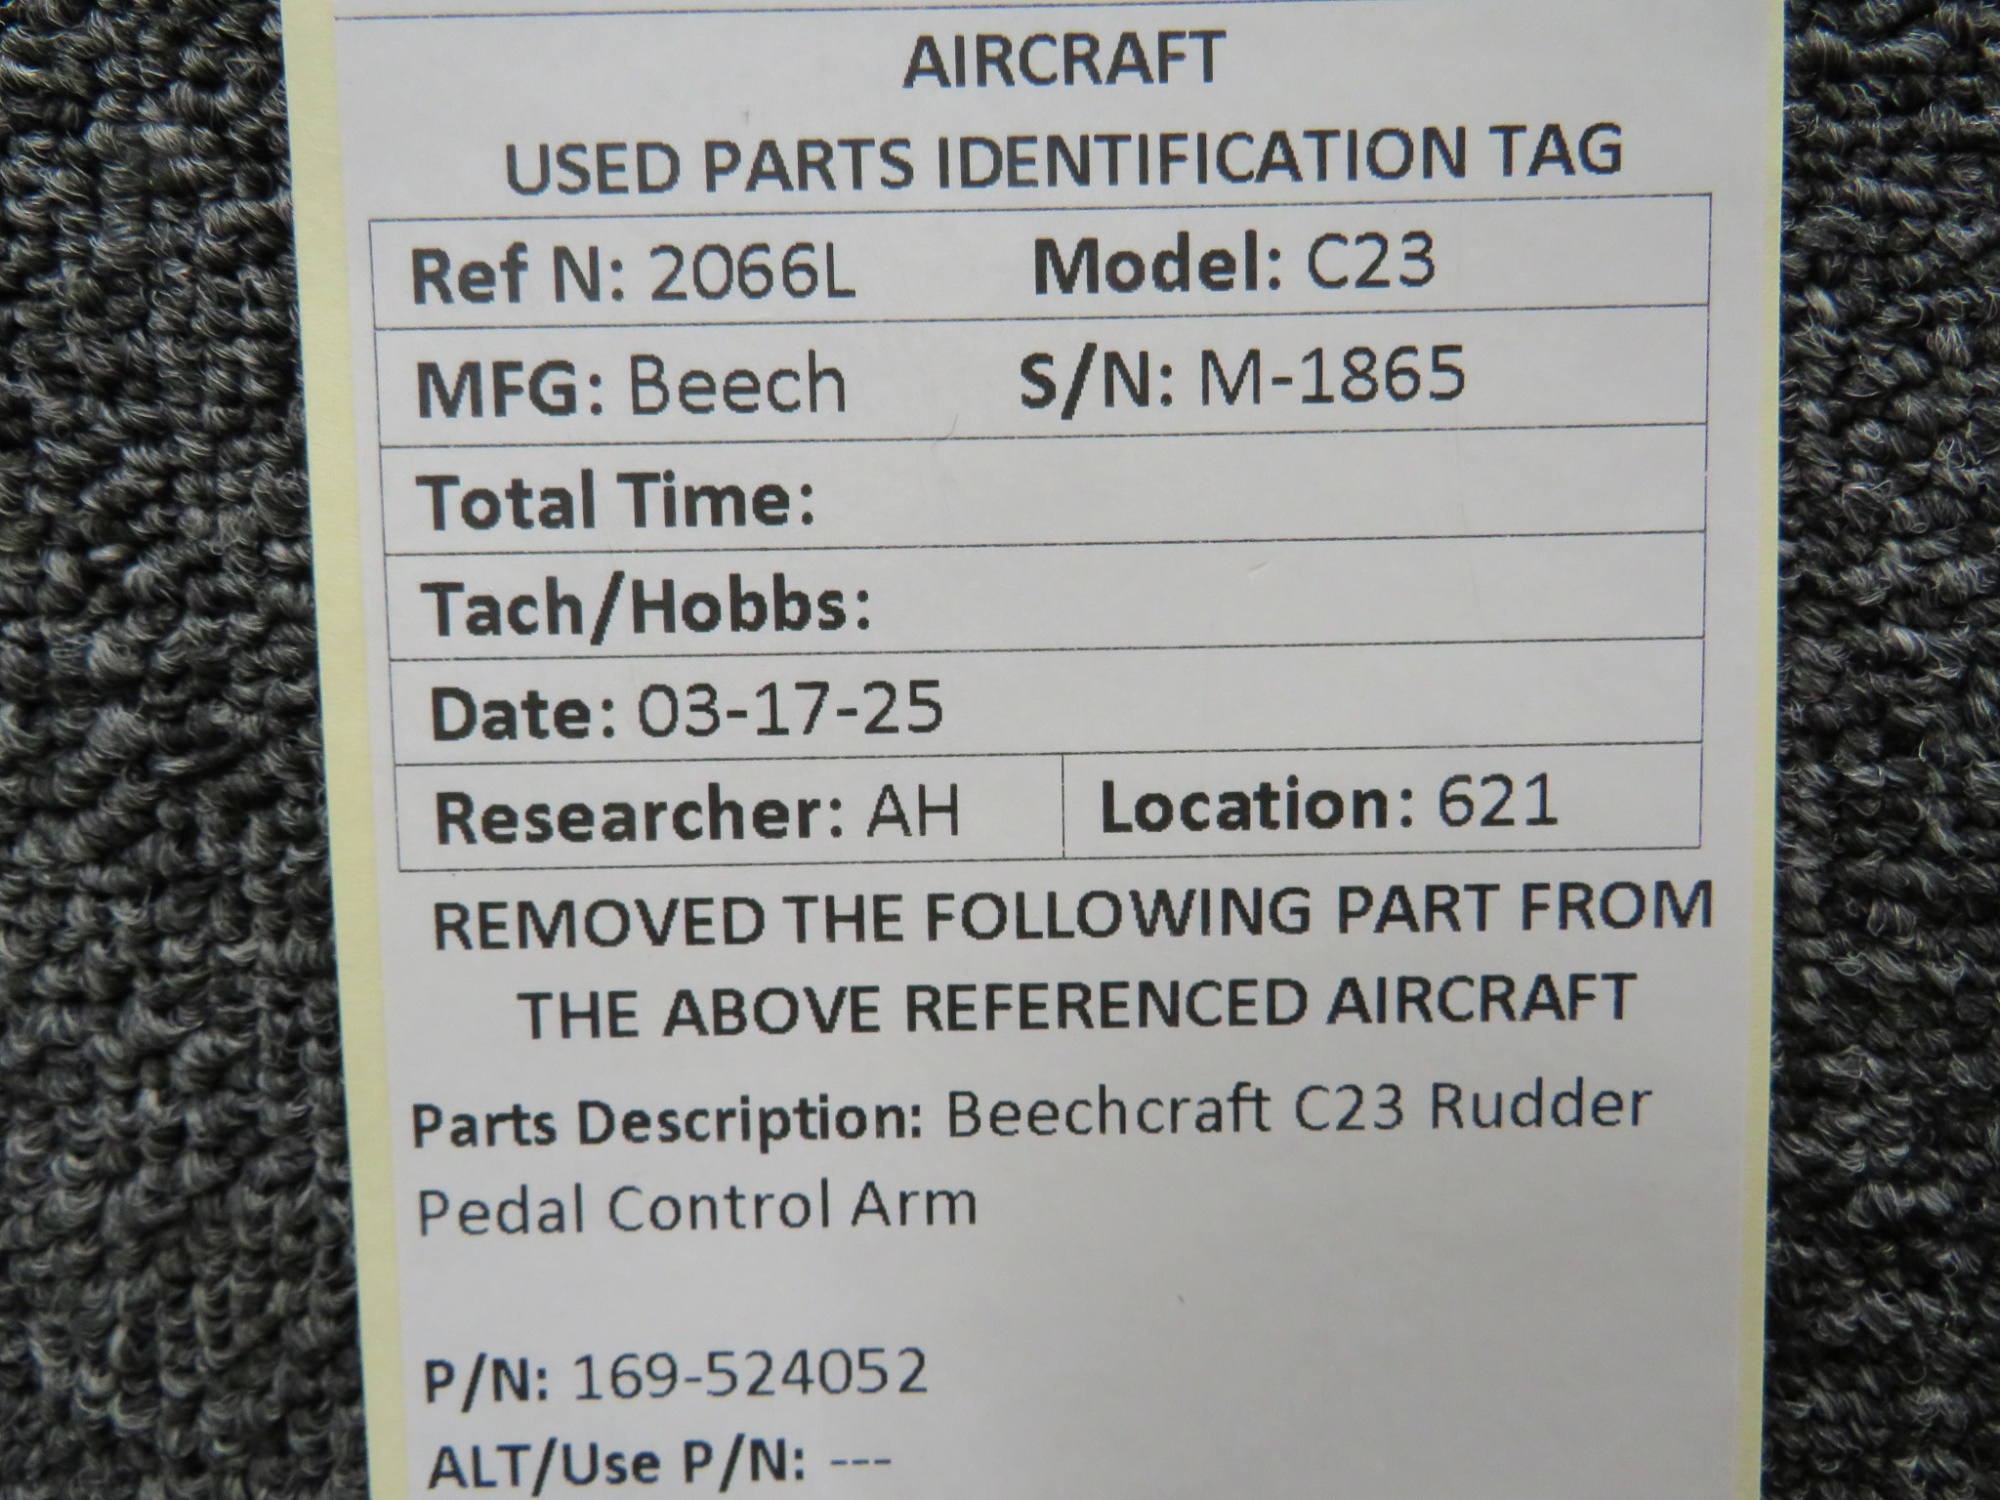 AIRCRAFT
USED PARTS IDENTIFICATION TAG
Ref N: 2066L Model: C23
MFG: Beech S/N: M-1865
Total Time:
Tach/Hobbs:
Date: 03-17-25
Researcher: AH Location: 621
REMOVED THE FOLLOWING PART FROM
THE ABOVE REFERENCED AIRCRAFT
Parts Description: Beechcraft C23 Rudder
Pedal Control Arm
P/N: 169-524052
ALT/Use P/N: ---